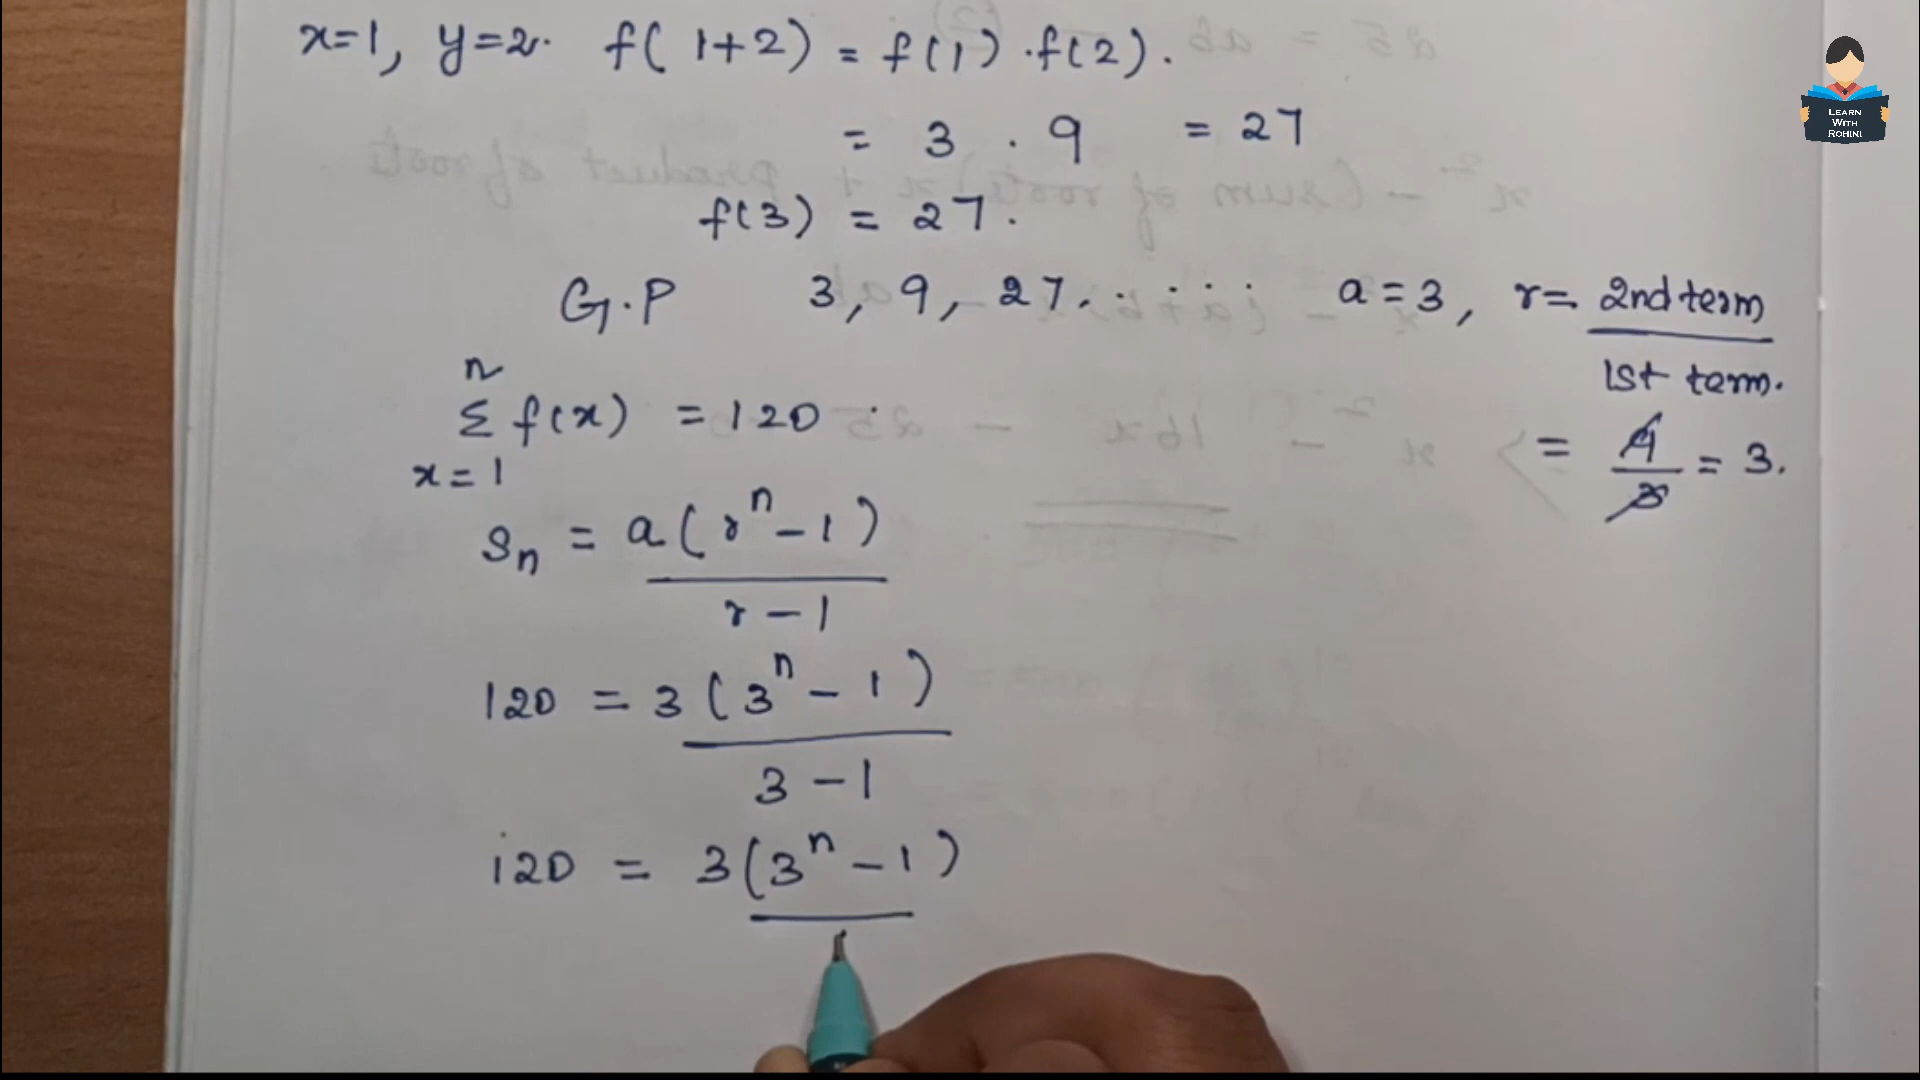 x=1, y=2. f(1+2) = f(1).f(2).
= 3 . 9 = 27
f(3) = 27.
G.P 3, 9, 27...... a=3, r= 2nd term
1st term.
n
Σ f(x) = 120
x=1
= 9/3 = 3.
Sn = a(r^n-1)
r-1
120 = 3(3^n-1)
3-1
120 = 3(3^n-1)
LEARN
WITH
ROHINI